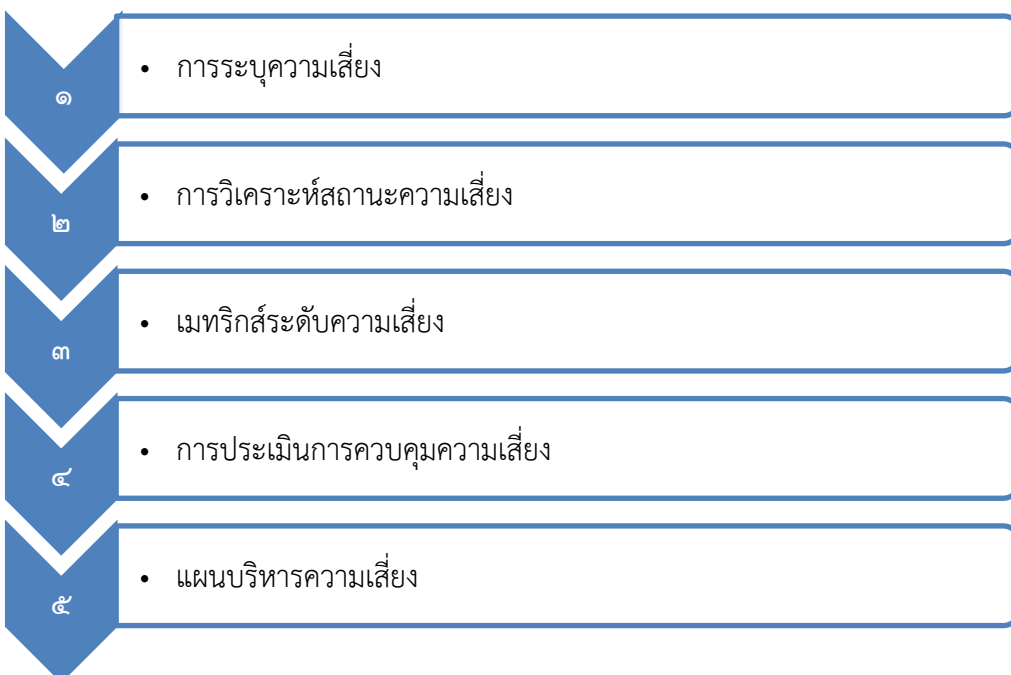 ๑
• การระบุความเสี่ยง
๒
• การวิเคราะห์สถานะความเสี่ยง
๓
• เมทริกส์ระดับความเสี่ยง
๔
• การประเมินการควบคุมความเสี่ยง
๕
• แผนบริหารความเสี่ยง